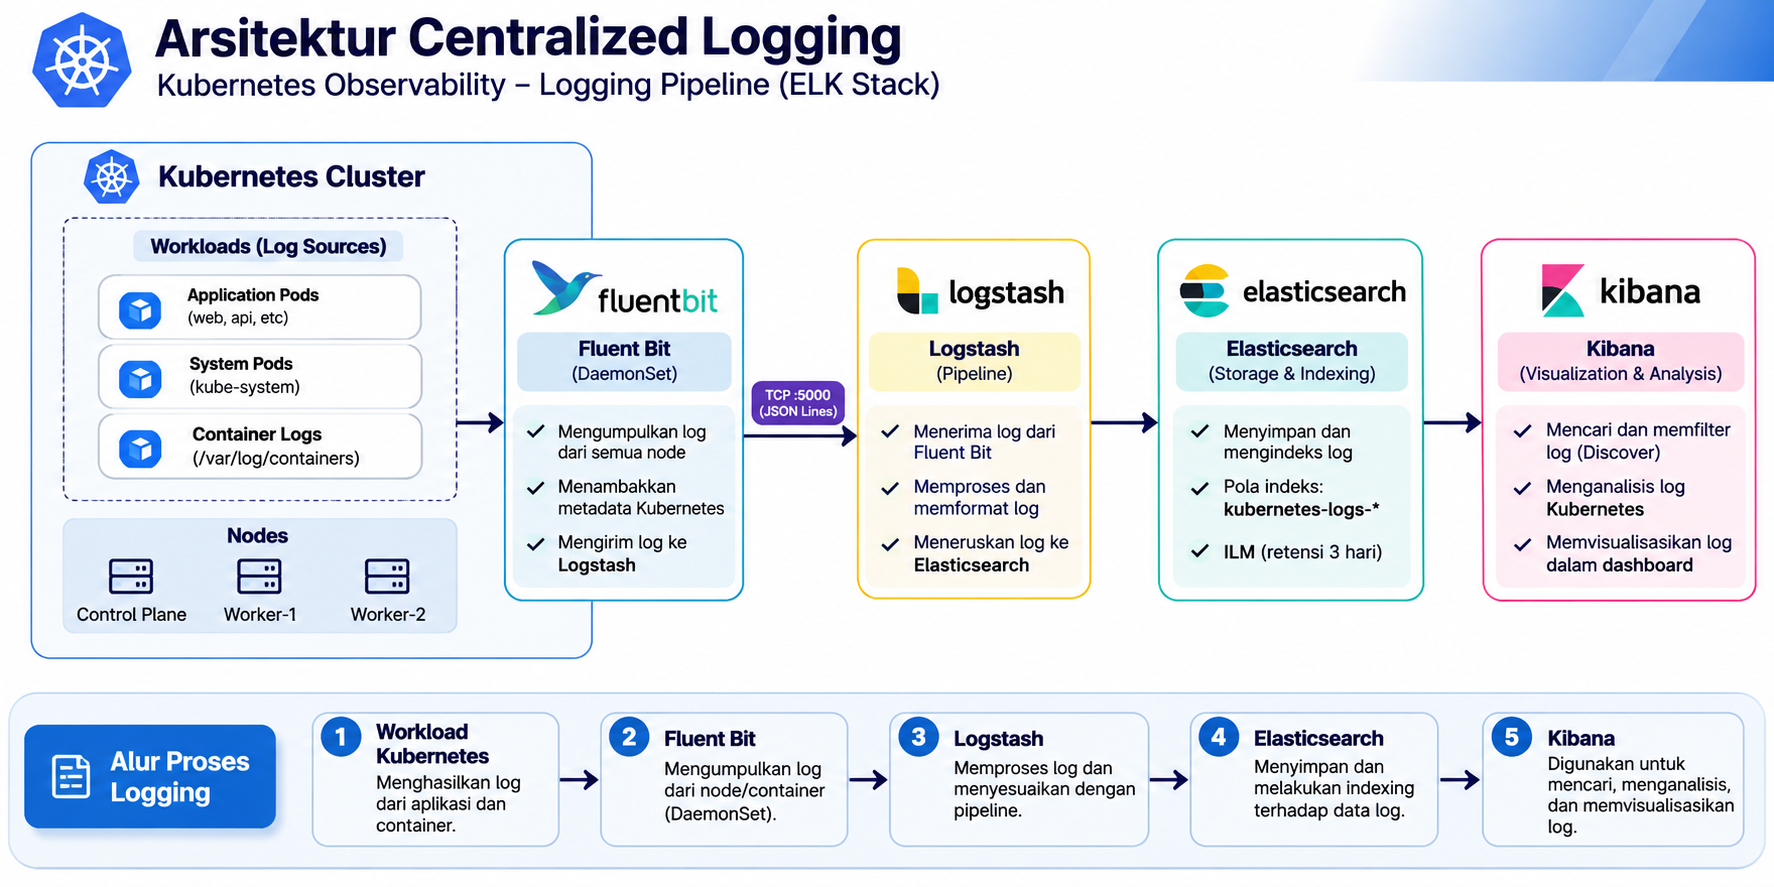 Arsitektur Centralized Logging
Kubernetes Observability – Logging Pipeline (ELK Stack)
Kubernetes Cluster
Workloads (Log Sources)
Application Pods
(web, api, etc)
System Pods
(kube-system)
Container Logs
(/var/log/containers)
Nodes
Control Plane
Worker-1
Worker-2
fluentbit
Fluent Bit
(DaemonSet)
Mengumpulkan log
dari semua node
Menambakkan
metadata Kubernetes
Mengirim log ke
Logstash
TCP :5000
(JSON Lines)
logstash
Logstash
(Pipeline)
Menerima log dari
Fluent Bit
Memproses dan
memformat log
Meneruskan log ke
Elasticsearch
elasticsearch
Elasticsearch
(Storage & Indexing)
Menyimpan dan
mengindeks log
Pola indeks:
kubernetes-logs-*
ILM (retensi 3 hari)
kibana
Kibana
(Visualization & Analysis)
Mencari dan memfilter
log (Discover)
Menganalisis log
Kubernetes
Memvisualisasikan log
dalam dashboard
Alur Proses
Logging
1
Workload
Kubernetes
Menghasilkan log
dari aplikasi dan
container.
2
Fluent Bit
Mengumpulkan log
dari node/container
(DaemonSet).
3
Logstash
Memproses log dan
menyesuaikan dengan
pipeline.
4
Elasticsearch
Menyimpan dan
melakukan indexing
terhadap data log.
5
Kibana
Digunakan untuk
mencari, menganalisis,
dan memvisualisasikan
log.